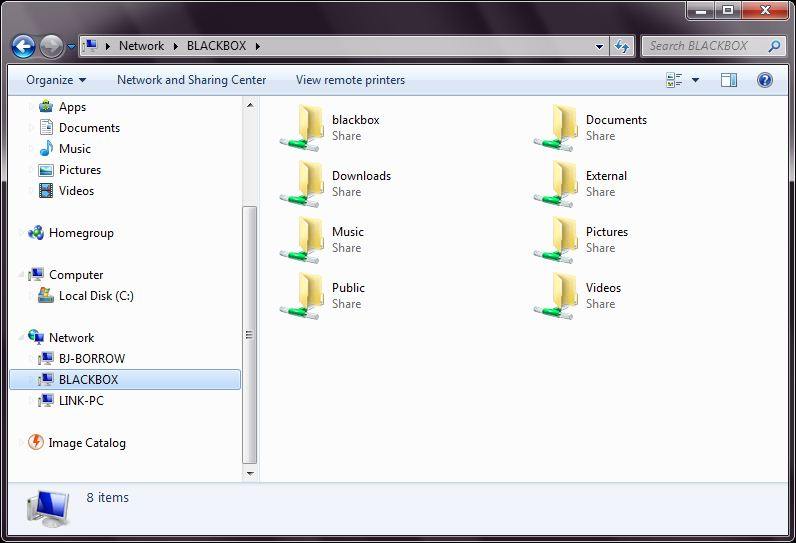 Network ▸ BLACKBOX ▸
Search BLACKBOX
Organize
Network and Sharing Center
View remote printers
Apps
Documents
Music
Pictures
Videos
Homegroup
Computer
Local Disk (C:)
Network
BJ-BORROW
BLACKBOX
LINK-PC
Image Catalog
blackbox
Share
Documents
Share
Downloads
Share
External
Share
Music
Share
Pictures
Share
Public
Share
Videos
Share
8 items